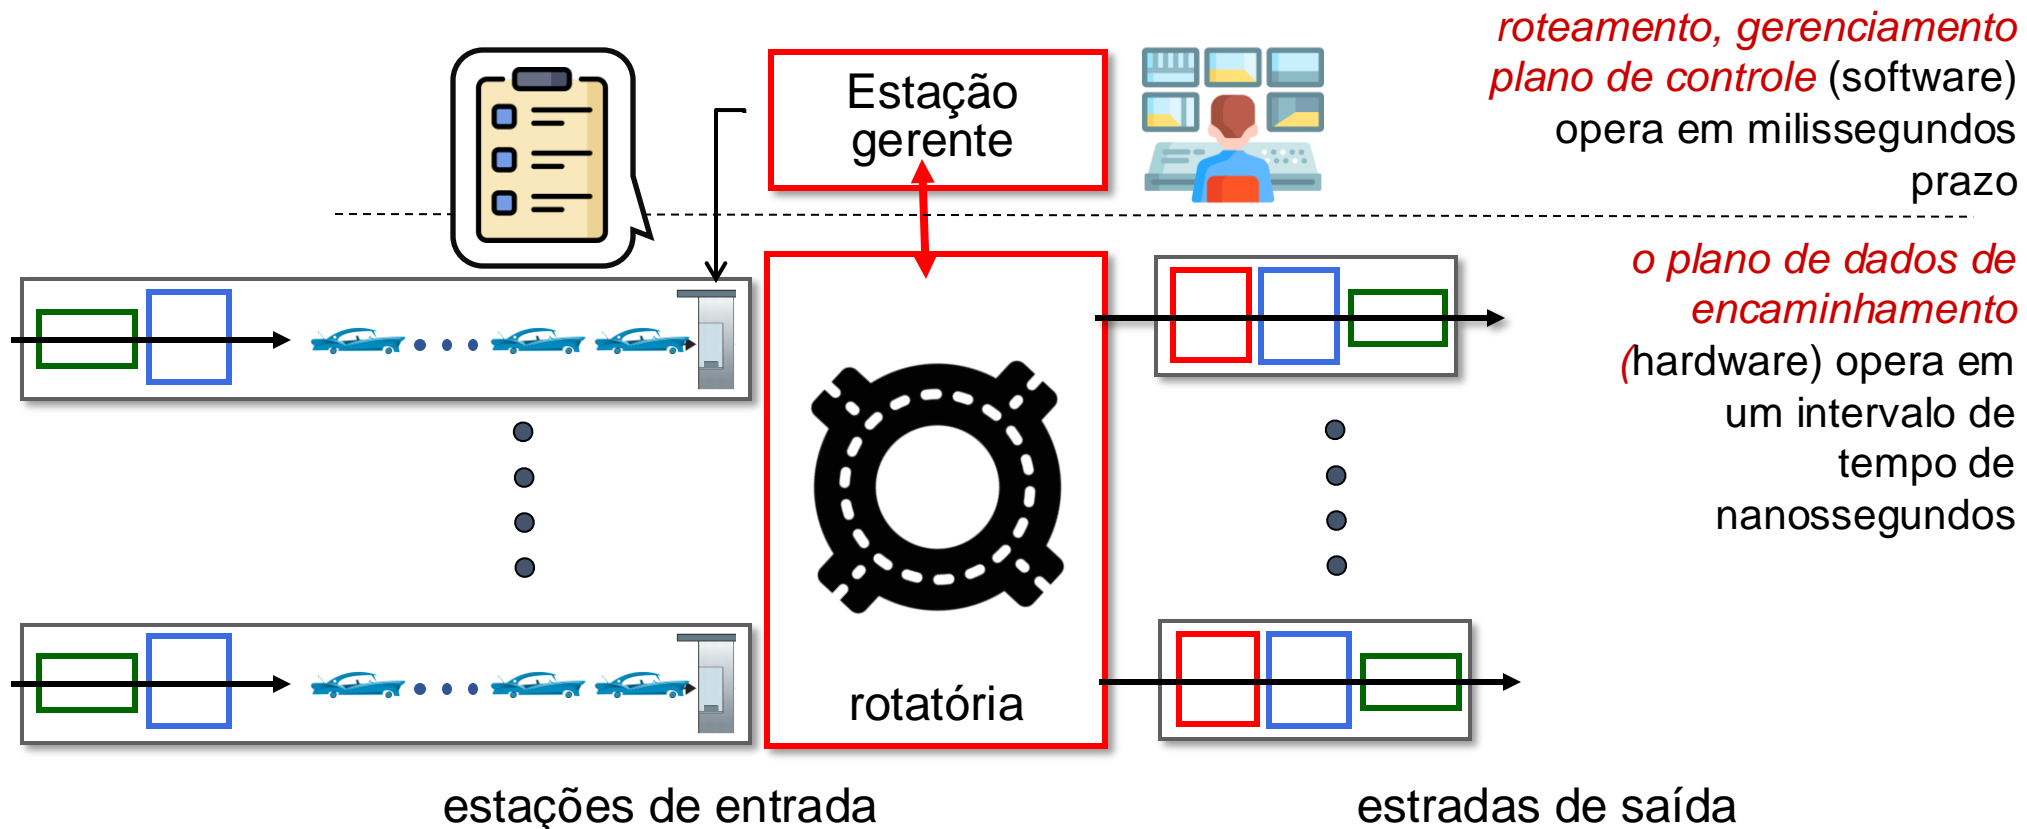 roteamento, gerenciamento
plano de controle (software)
opera em milissegundos
prazo
Estação
gerente
o plano de dados de
encaminhamento
(hardware) opera em
um intervalo de
tempo de
nanossegundos
rotatória
estações de entrada
estradas de saída